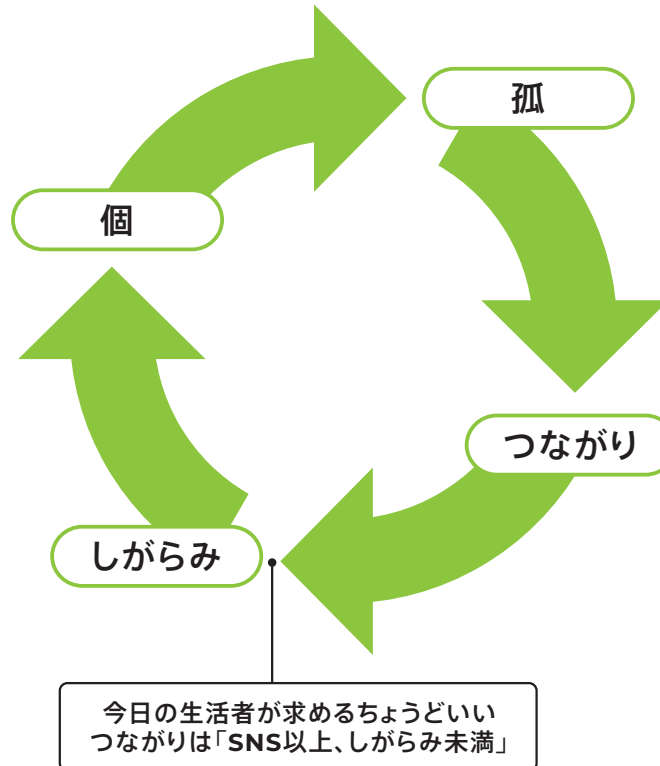 孤
個
つながり
しがらみ
今日の生活者が求めるちょうどいい
つながりは「SNS以上、しがらみ未満」